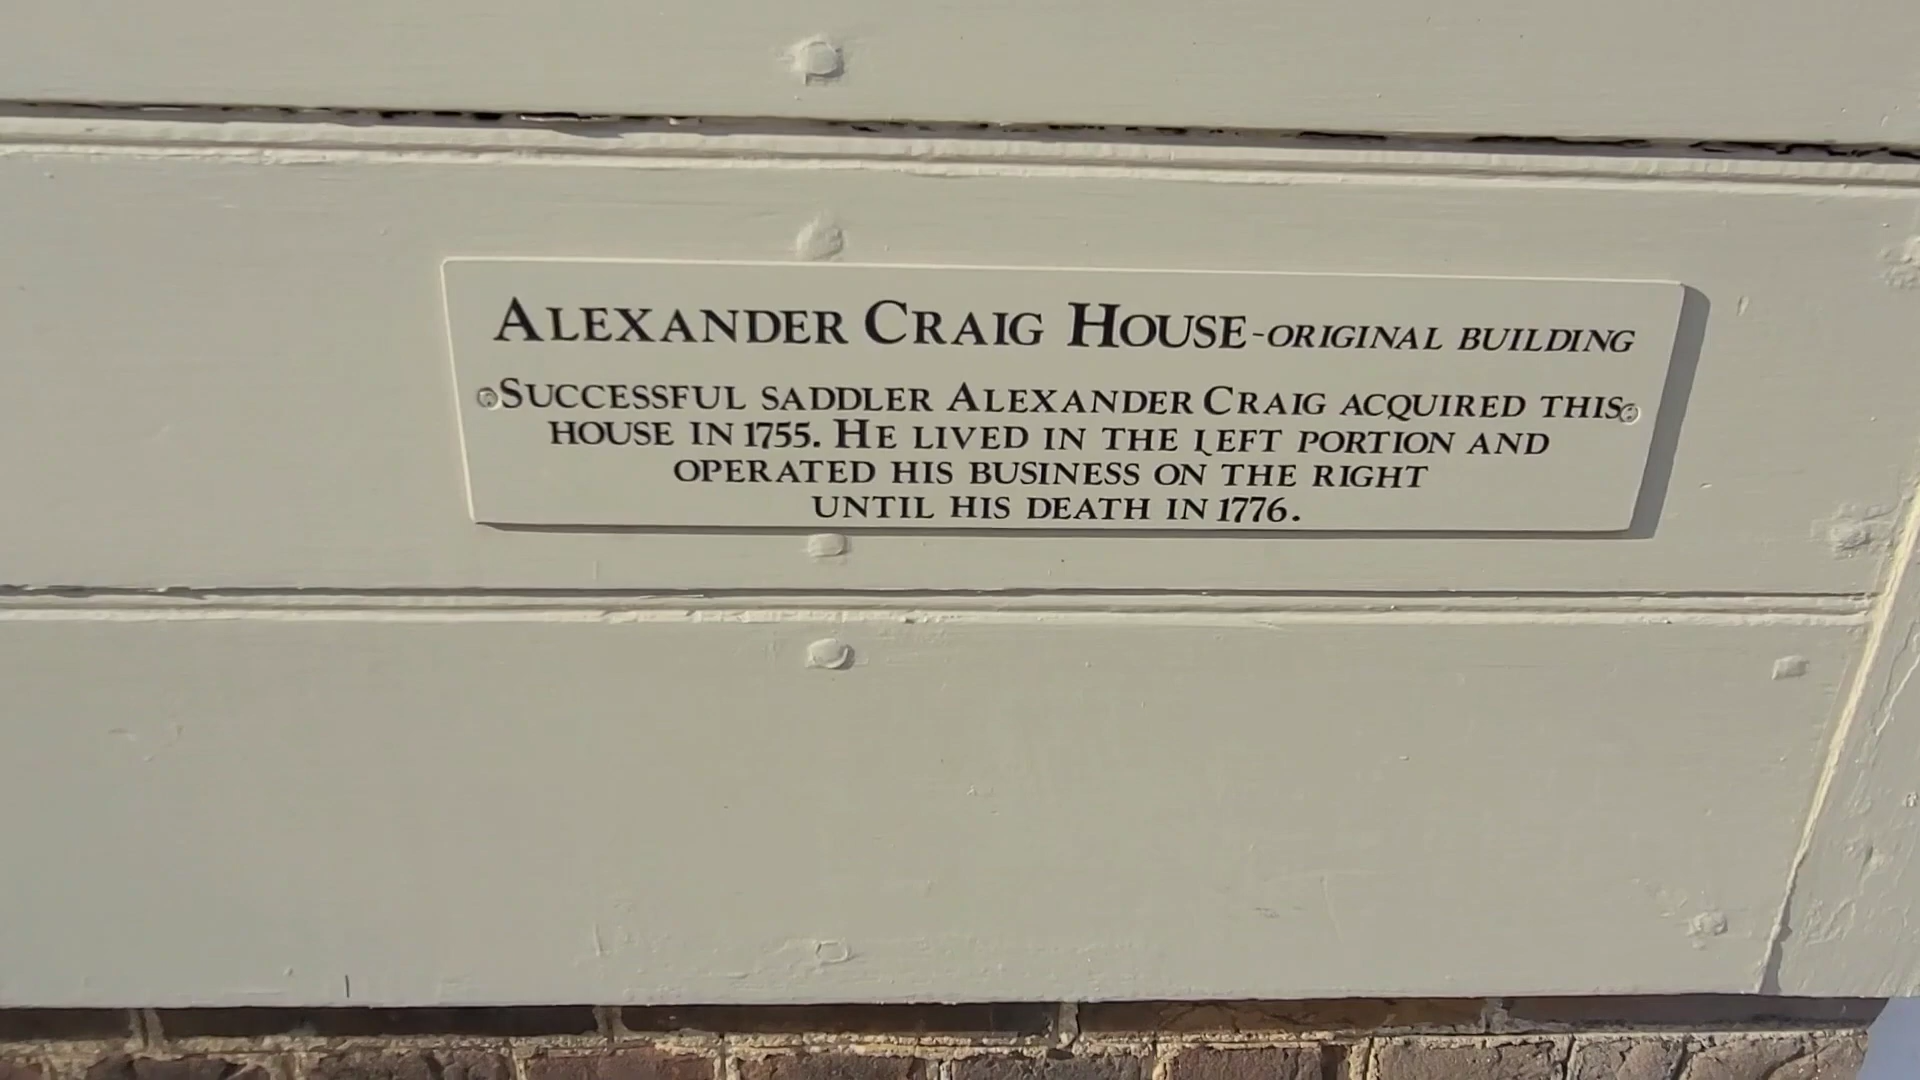 ALEXANDER CRAIG HOUSE-ORIGINAL BUILDING
SUCCESSFUL SADDLER ALEXANDER CRAIG ACQUIRED THIS
HOUSE IN 1755. HE LIVED IN THE LEFT PORTION AND
OPERATED HIS BUSINESS ON THE RIGHT
UNTIL HIS DEATH IN 1776.